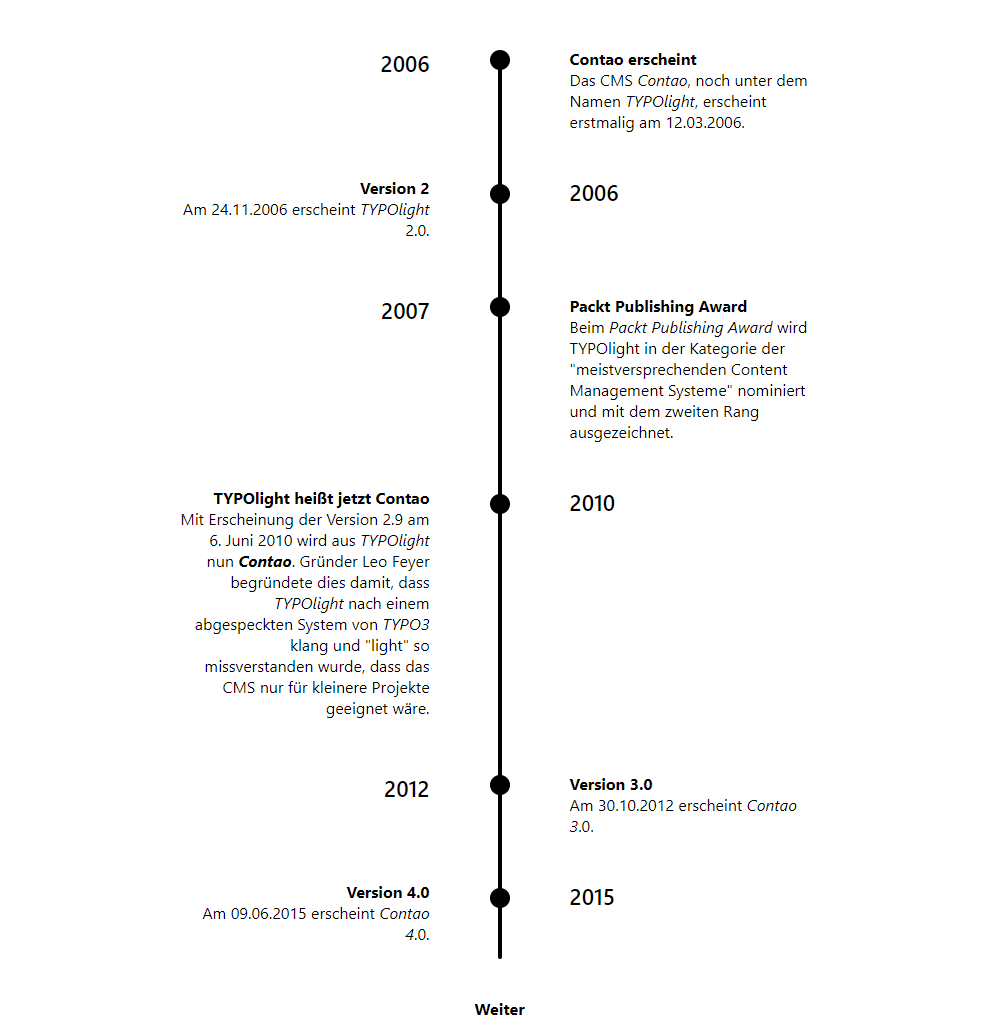 2006
Contao erscheint
Das CMS Contao, noch unter dem
Namen TYPOlight, erscheint
erstmalig am 12.03.2006.
Version 2
Am 24.11.2006 erscheint TYPOlight
2.0.
2006
2007
Packt Publishing Award
Beim Packt Publishing Award wird
TYPOlight in der Kategorie der
"meistversprechenden Content
Management Systeme" nominiert
und mit dem zweiten Rang
ausgezeichnet.
TYPOlight heißt jetzt Contao
Mit Erscheinung der Version 2.9 am
6. Juni 2010 wird aus TYPOlight
nun Contao. Gründer Leo Feyer
begründete dies damit, dass
TYPOlight nach einem
abgespeckten System von TYPO3
klang und "light" so
missverstanden wurde, dass das
CMS nur für kleinere Projekte
geeignet wäre.
2010
2012
Version 3.0
Am 30.10.2012 erscheint Contao
3.0.
Version 4.0
Am 09.06.2015 erscheint Contao
4.0.
2015
Weiter